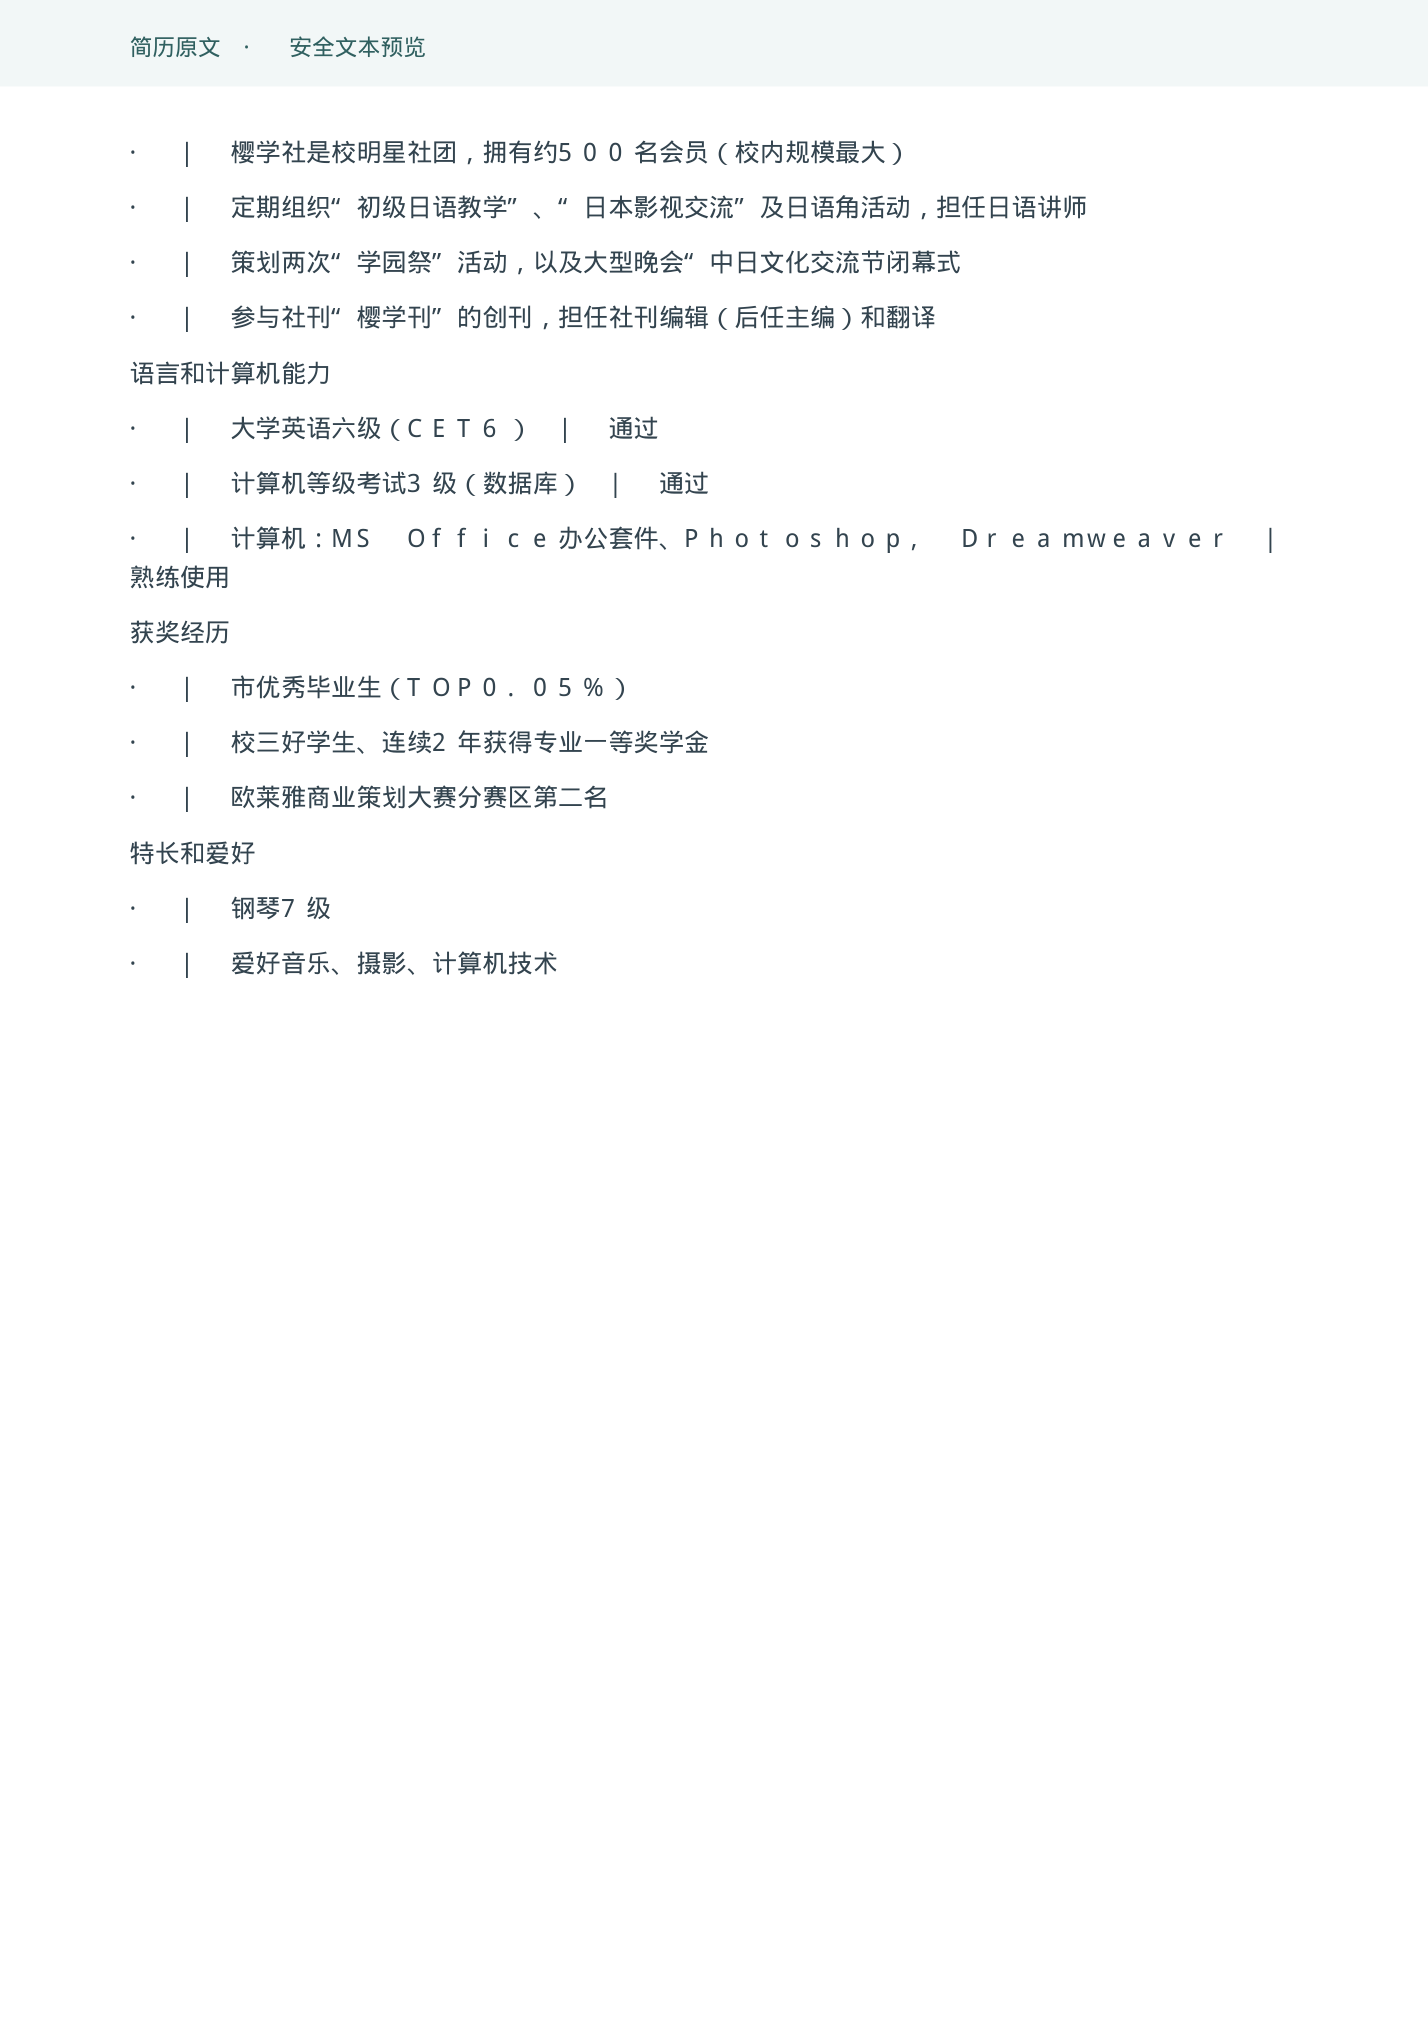 简历原文 · 安全文本预览
· | 樱学社是校明星社团，拥有约500名会员（校内规模最大）
· | 定期组织“初级日语教学”、“日本影视交流”及日语角活动，担任日语讲师
· | 策划两次“学园祭”活动，以及大型晚会“中日文化交流节闭幕式
· | 参与社刊“樱学刊”的创刊，担任社刊编辑（后任主编）和翻译
语言和计算机能力
· | 大学英语六级（CET6） | 通过
· | 计算机等级考试3级（数据库） | 通过
· | 计算机：MS Office办公套件、Photoshop, Dreamweaver |
熟练使用
获奖经历
· | 市优秀毕业生（TOP0.05%）
· | 校三好学生、连续2年获得专业一等奖学金
· | 欧莱雅商业策划大赛分赛区第二名
特长和爱好
· | 钢琴7级
· | 爱好音乐、摄影、计算机技术